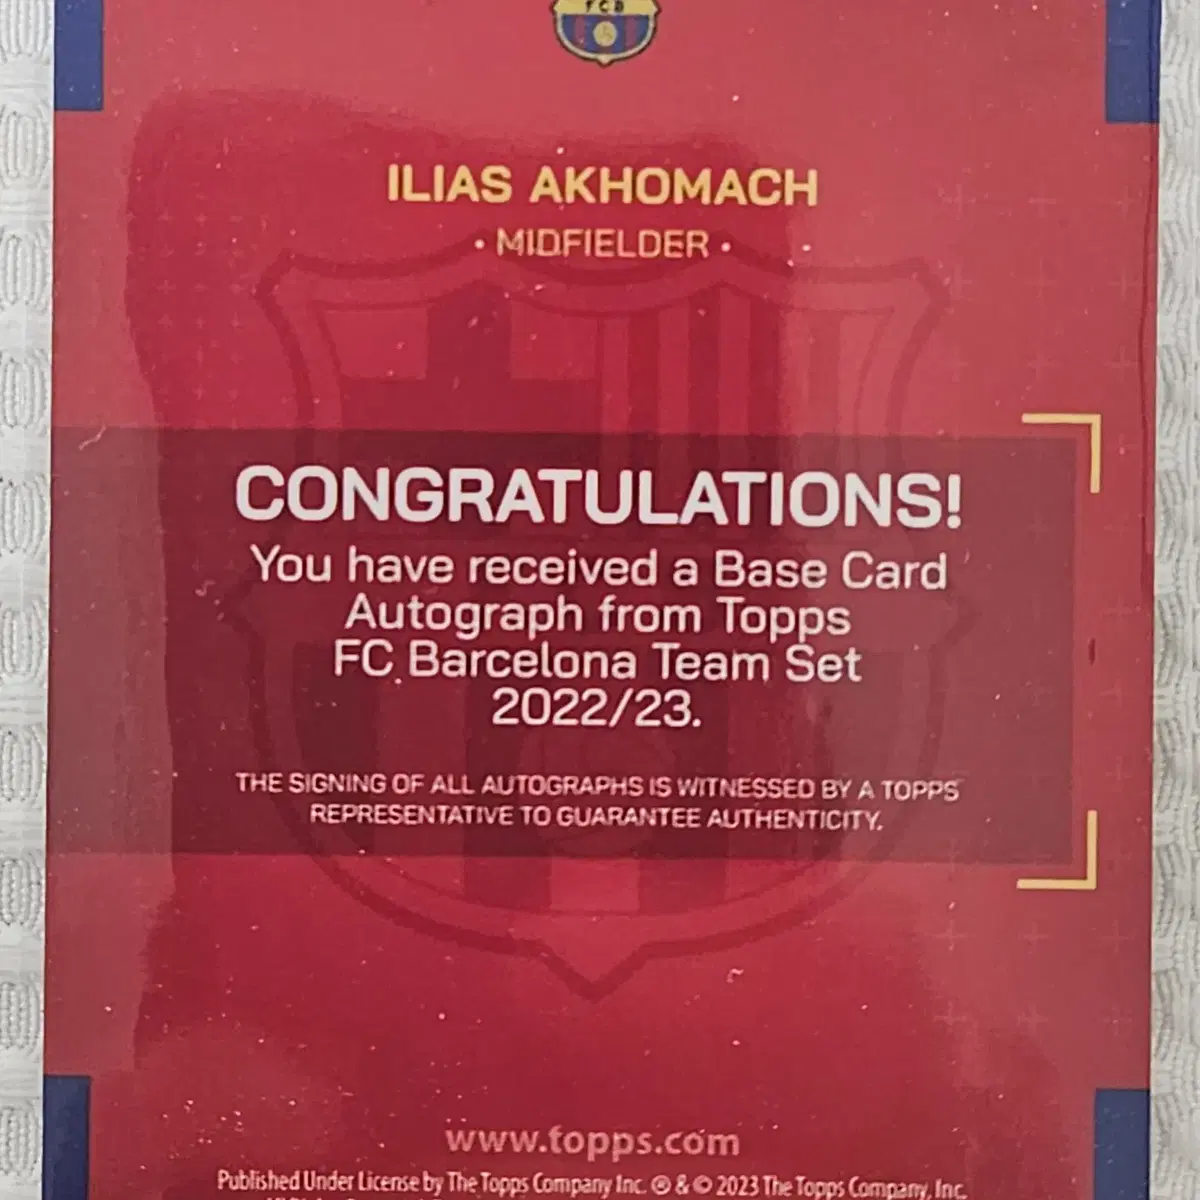 FCB
ILIAS AKHOMACH
• MIDFIELDER •
CONGRATULATIONS!
You have received a Base Card
Autograph from Topps
FC Barcelona Team Set
2022/23.
THE SIGNING OF ALL AUTOGRAPHS IS WITNESSED BY A TOPPS
REPRESENTATIVE TO GUARANTEE AUTHENTICITY.
www.topps.com
Published Under License by The Topps Company Inc. ® & © 2023 The Topps Company, Inc.